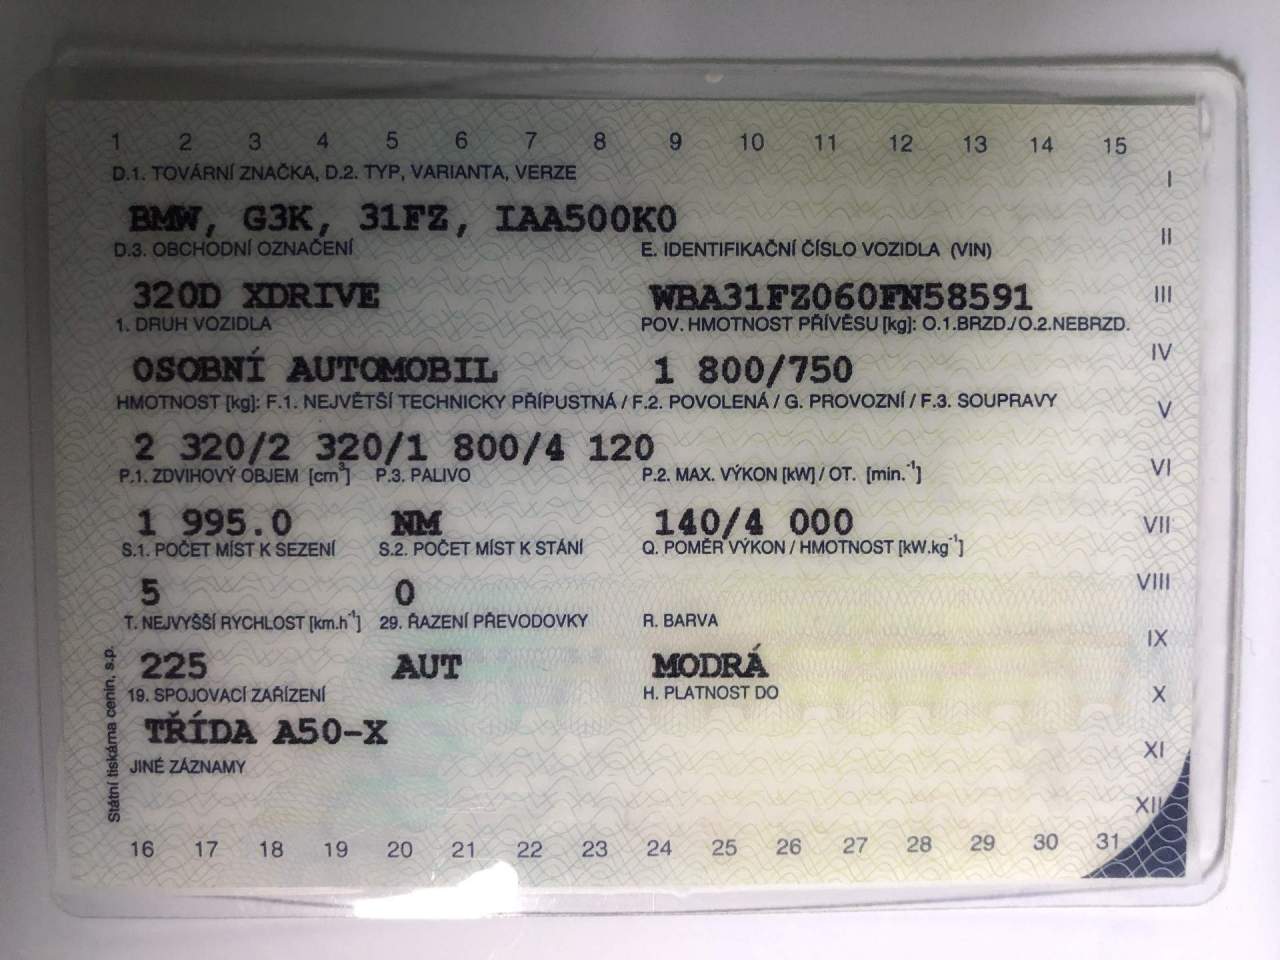 1 2 3 4 5 6 7 8 9 10 11 12 13 14 15
D.1. TOVÁRNÍ ZNAČKA, D.2. TYP, VARIANTA, VERZE
I
BMW, G3K, 31FZ, IAA500K0
II
D.3. OBCHODNÍ OZNAČENÍ E. IDENTIFIKAČNÍ ČÍSLO VOZIDLA (VIN)
320D XDRIVE WBA31FZ060FN58591
III
1. DRUH VOZIDLA POV. HMOTNOST PŘÍVĚSU [kg]: O.1.BRZD./O.2.NEBRZD.
IV
OSOBNÍ AUTOMOBIL 1 800/750
HMOTNOST [kg]: F.1. NEJVĚTŠÍ TECHNICKY PŘÍPUSTNÁ / F.2. POVOLENÁ / G. PROVOZNÍ / F.3. SOUPRAVY
V
2 320/2 320/1 800/4 120
VI
P.1. ZDVIHOVÝ OBJEM [cm³] P.3. PALIVO P.2. MAX. VÝKON [kW] / OT. [min.⁻¹]
1 995.0 NM 140/4 000
VII
S.1. POČET MÍST K SEZENÍ S.2. POČET MÍST K STÁNÍ Q. POMĚR VÝKON / HMOTNOST [kW.kg⁻¹]
5 0
VIII
T. NEJVYŠŠÍ RYCHLOST [km.h⁻¹] 29. ŘAZENÍ PŘEVODOVKY R. BARVA
IX
225 AUT MODRÁ
19. SPOJOVACÍ ZAŘÍZENÍ H. PLATNOST DO
X
TŘÍDA A50-X
XI
JINÉ ZÁZNAMY
XII
Státní tiskárna cenin, s.p.
16 17 18 19 20 21 22 23 24 25 26 27 28 29 30 31